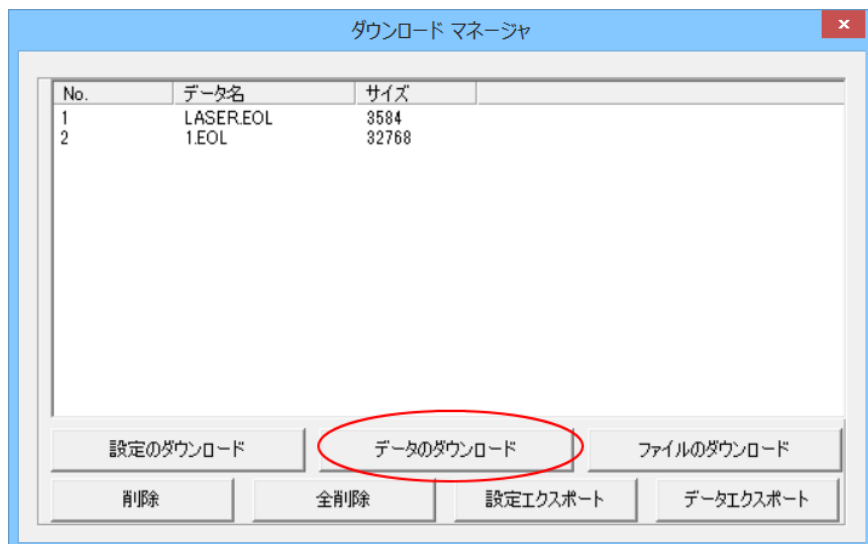 ダウンロード マネージャ
×
No. データ名 サイズ
1 LASER.EOL 3584
2 1.EOL 32768
設定のダウンロード データのダウンロード ファイルのダウンロード
削除 全削除 設定エクスポート データエクスポート